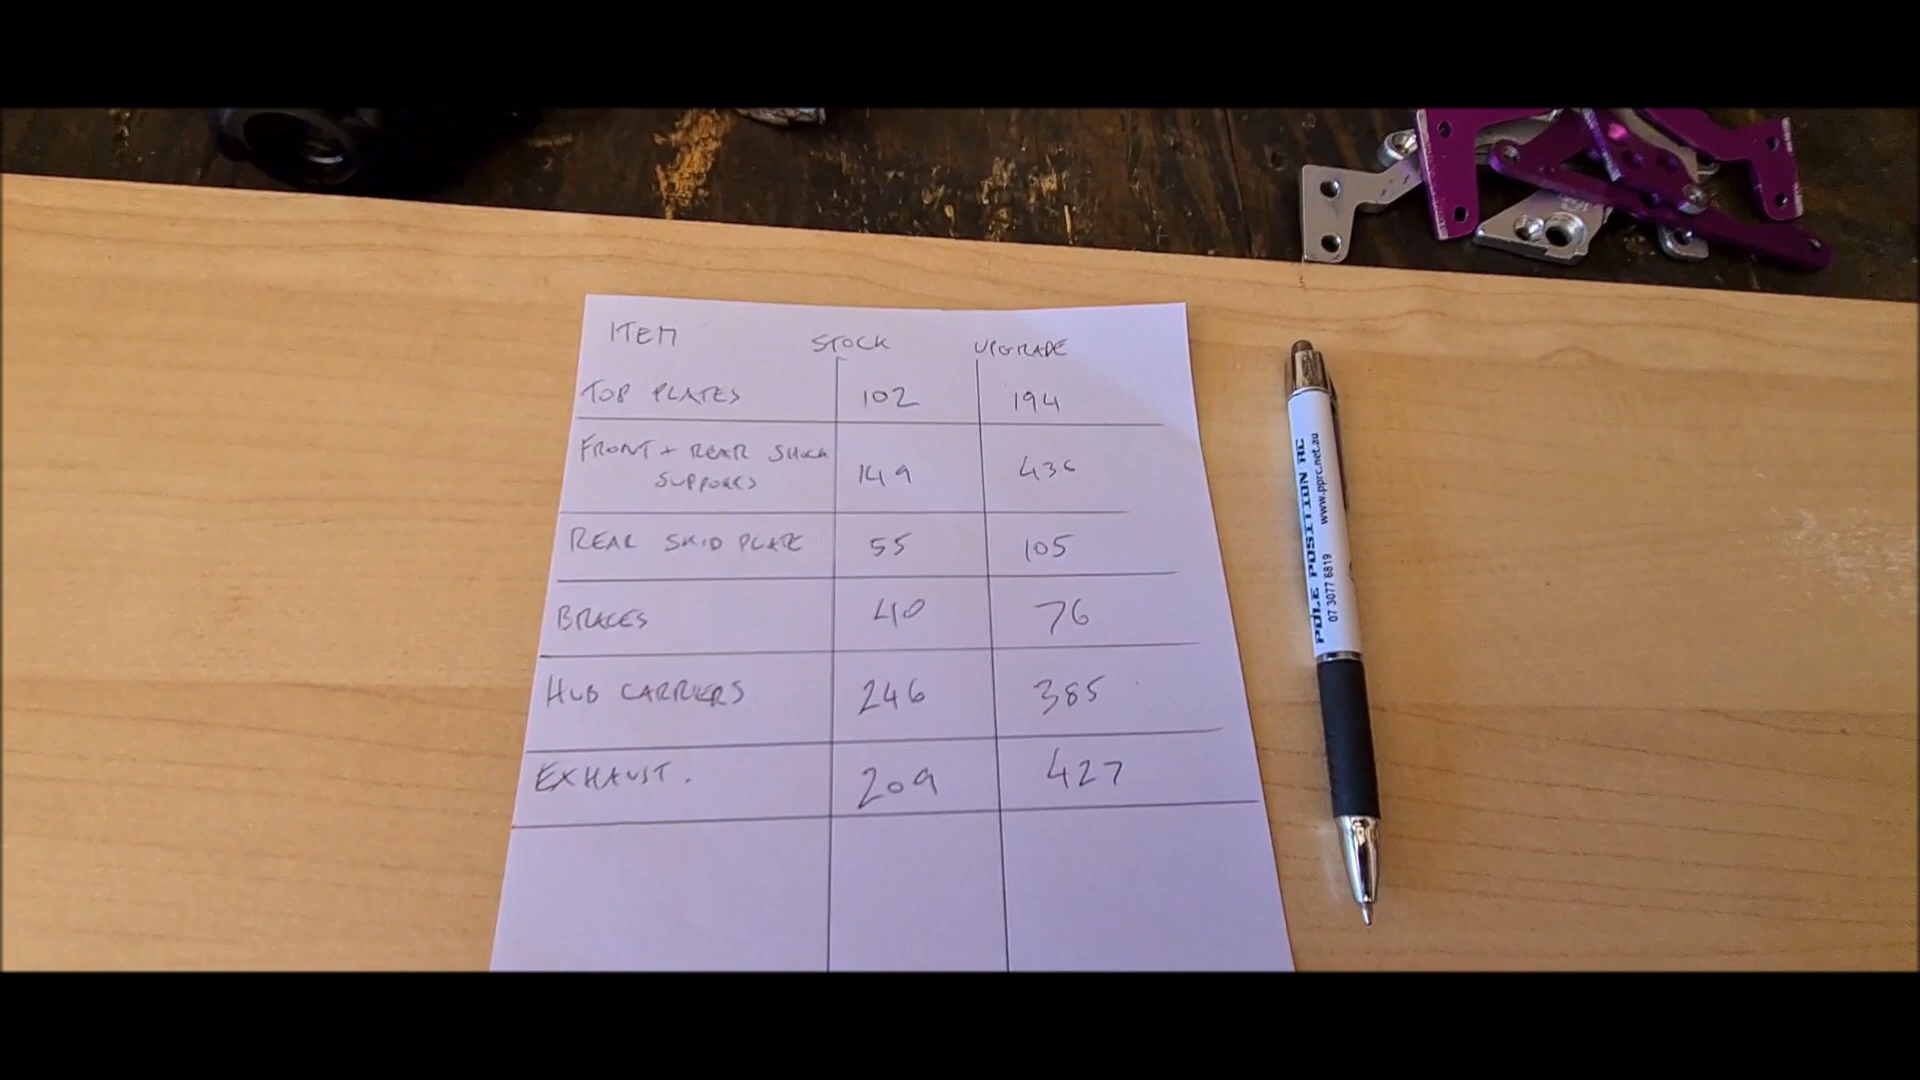 ITEM STOCK UPGRADE
TOP PLATES 102 194
FRONT + REAR SHOCK
SUPPORTS 149 436
REAR SKID PLATE 55 105
BRACES 40 76
HUB CARRIERS 246 385
EXHAUST. 209 427
POLE POSITION RC
www.pprc.net.au
07 3077 6819